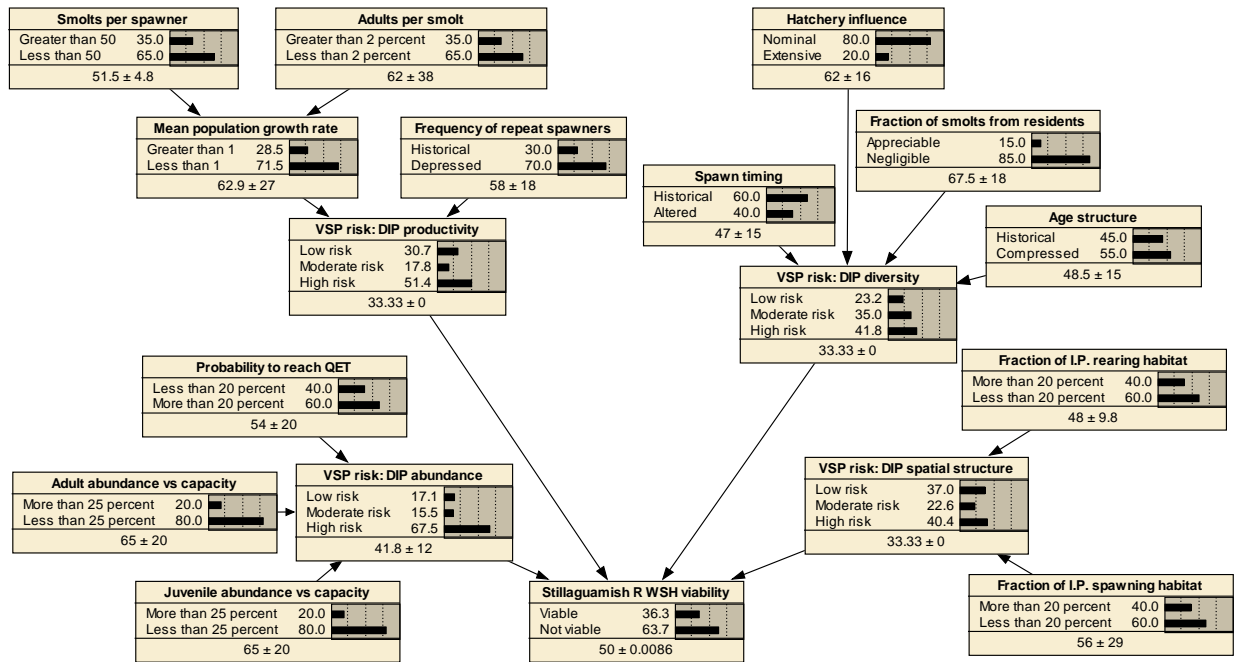 Smolts per spawner
Greater than 50 35.0
Less than 50 65.0
51.5 ± 4.8
Adults per smolt
Greater than 2 percent 35.0
Less than 2 percent 65.0
62 ± 38
Hatchery influence
Nominal 80.0
Extensive 20.0
62 ± 16
Mean population growth rate
Greater than 1 28.5
Less than 1 71.5
62.9 ± 27
Frequency of repeat spawners
Historical 30.0
Depressed 70.0
58 ± 18
Fraction of smolts from residents
Appreciable 15.0
Negligible 85.0
67.5 ± 18
Spawn timing
Historical 60.0
Altered 40.0
47 ± 15
Age structure
Historical 45.0
Compressed 55.0
48.5 ± 15
VSP risk: DIP productivity
Low risk 30.7
Moderate risk 17.8
High risk 51.4
33.33 ± 0
VSP risk: DIP diversity
Low risk 23.2
Moderate risk 35.0
High risk 41.8
33.33 ± 0
Probability to reach QET
Less than 20 percent 40.0
More than 20 percent 60.0
54 ± 20
Fraction of I.P. rearing habitat
More than 20 percent 40.0
Less than 20 percent 60.0
48 ± 9.8
Adult abundance vs capacity
More than 25 percent 20.0
Less than 25 percent 80.0
65 ± 20
VSP risk: DIP abundance
Low risk 17.1
Moderate risk 15.5
High risk 67.5
41.8 ± 12
VSP risk: DIP spatial structure
Low risk 37.0
Moderate risk 22.6
High risk 40.4
33.33 ± 0
Juvenile abundance vs capacity
More than 25 percent 20.0
Less than 25 percent 80.0
65 ± 20
Stillaguamish R WSH viability
Viable 36.3
Not viable 63.7
50 ± 0.0086
Fraction of I.P. spawning habitat
More than 20 percent 40.0
Less than 20 percent 60.0
56 ± 29